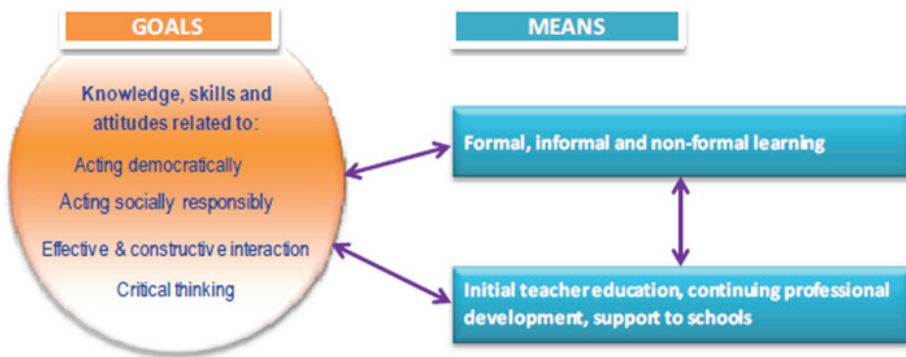 GOALS
MEANS
Knowledge, skills and
attitudes related to:
Acting democratically
Acting socially responsibly
Effective & constructive interaction
Critical thinking
Formal, informal and non-formal learning
Initial teacher education, continuing professional
development, support to schools